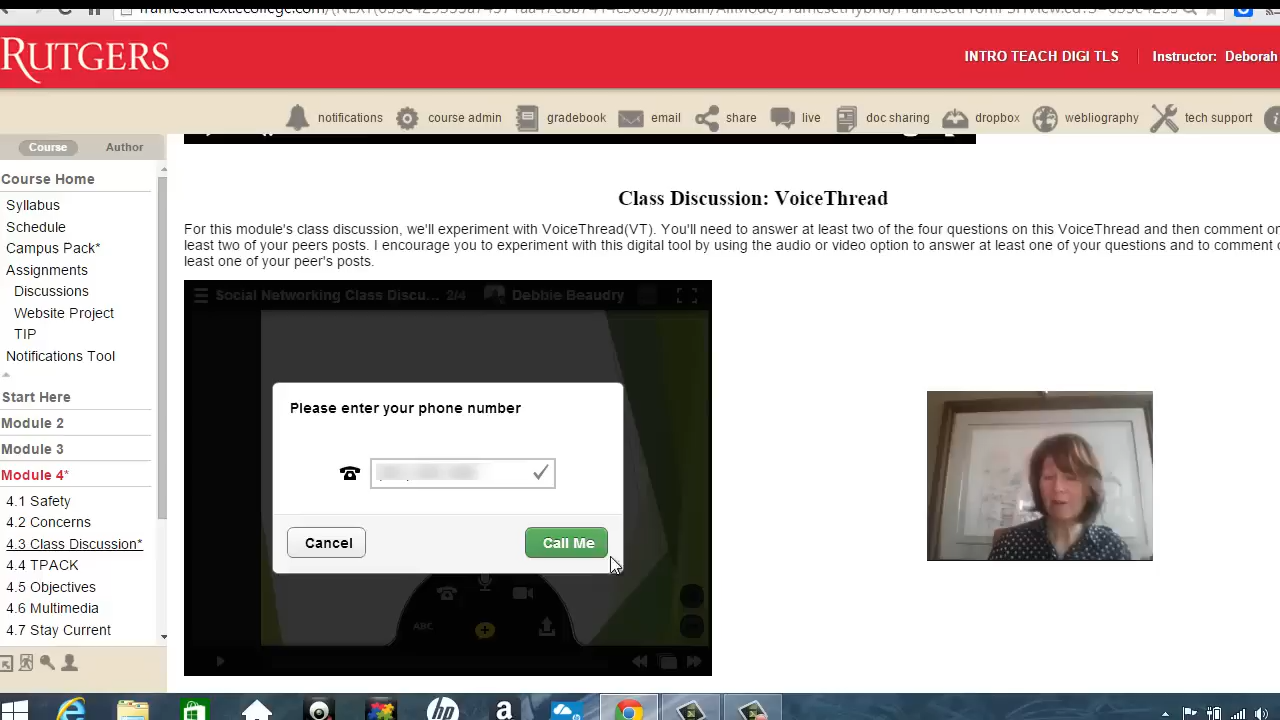 RUTGERS
INTRO TEACH DIGI TLS Instructor: Deborah
notifications course admin gradebook email share live doc sharing dropbox webliography tech support
Course Author
Course Home
Syllabus
Schedule
Campus Pack*
Assignments
Discussions
Website Project
TIP
Notifications Tool
Start Here
Module 2
Module 3
Module 4*
4.1 Safety
4.2 Concerns
4.3 Class Discussion*
4.4 TPACK
4.5 Objectives
4.6 Multimedia
4.7 Stay Current
Class Discussion: VoiceThread
For this module's class discussion, we'll experiment with VoiceThread(VT). You'll need to answer at least two of the four questions on this VoiceThread and then comment on
least two of your peers posts. I encourage you to experiment with this digital tool by using the audio or video option to answer at least one of your questions and to comment
least one of your peer's posts.
Social Networking Class Discu... 2/4 Debbie Beaudry
Please enter your phone number
Cancel Call Me
ABC
hp
a